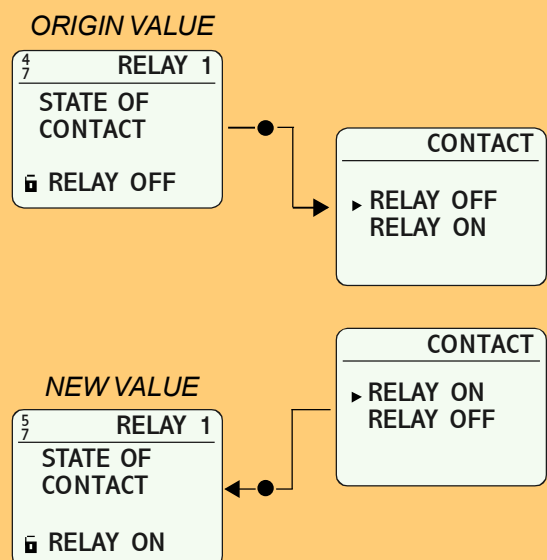 ORIGIN VALUE
4/7 RELAY 1
STATE OF
CONTACT
RELAY OFF
CONTACT
RELAY OFF
RELAY ON
CONTACT
RELAY ON
RELAY OFF
NEW VALUE
5/7 RELAY 1
STATE OF
CONTACT
RELAY ON